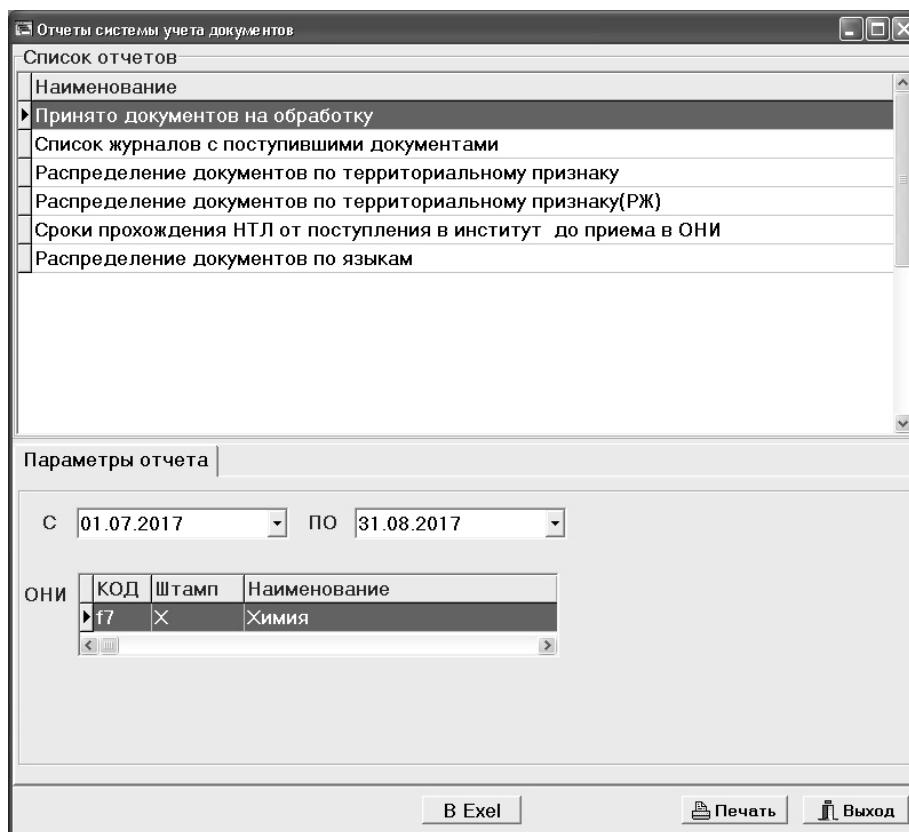 Отчеты системы учета документов
Список отчетов
Наименование
Принято документов на обработку
Список журналов с поступившими документами
Распределение документов по территориальному признаку
Распределение документов по территориальному признаку(РЖ)
Сроки прохождения НТЛ от поступления в институт до приема в ОНИ
Распределение документов по языкам
Параметры отчета
С 01.07.2017 ПО 31.08.2017
ОНИ КОД Штамп Наименование
f7 Х Химия
В Exel Печать Выход